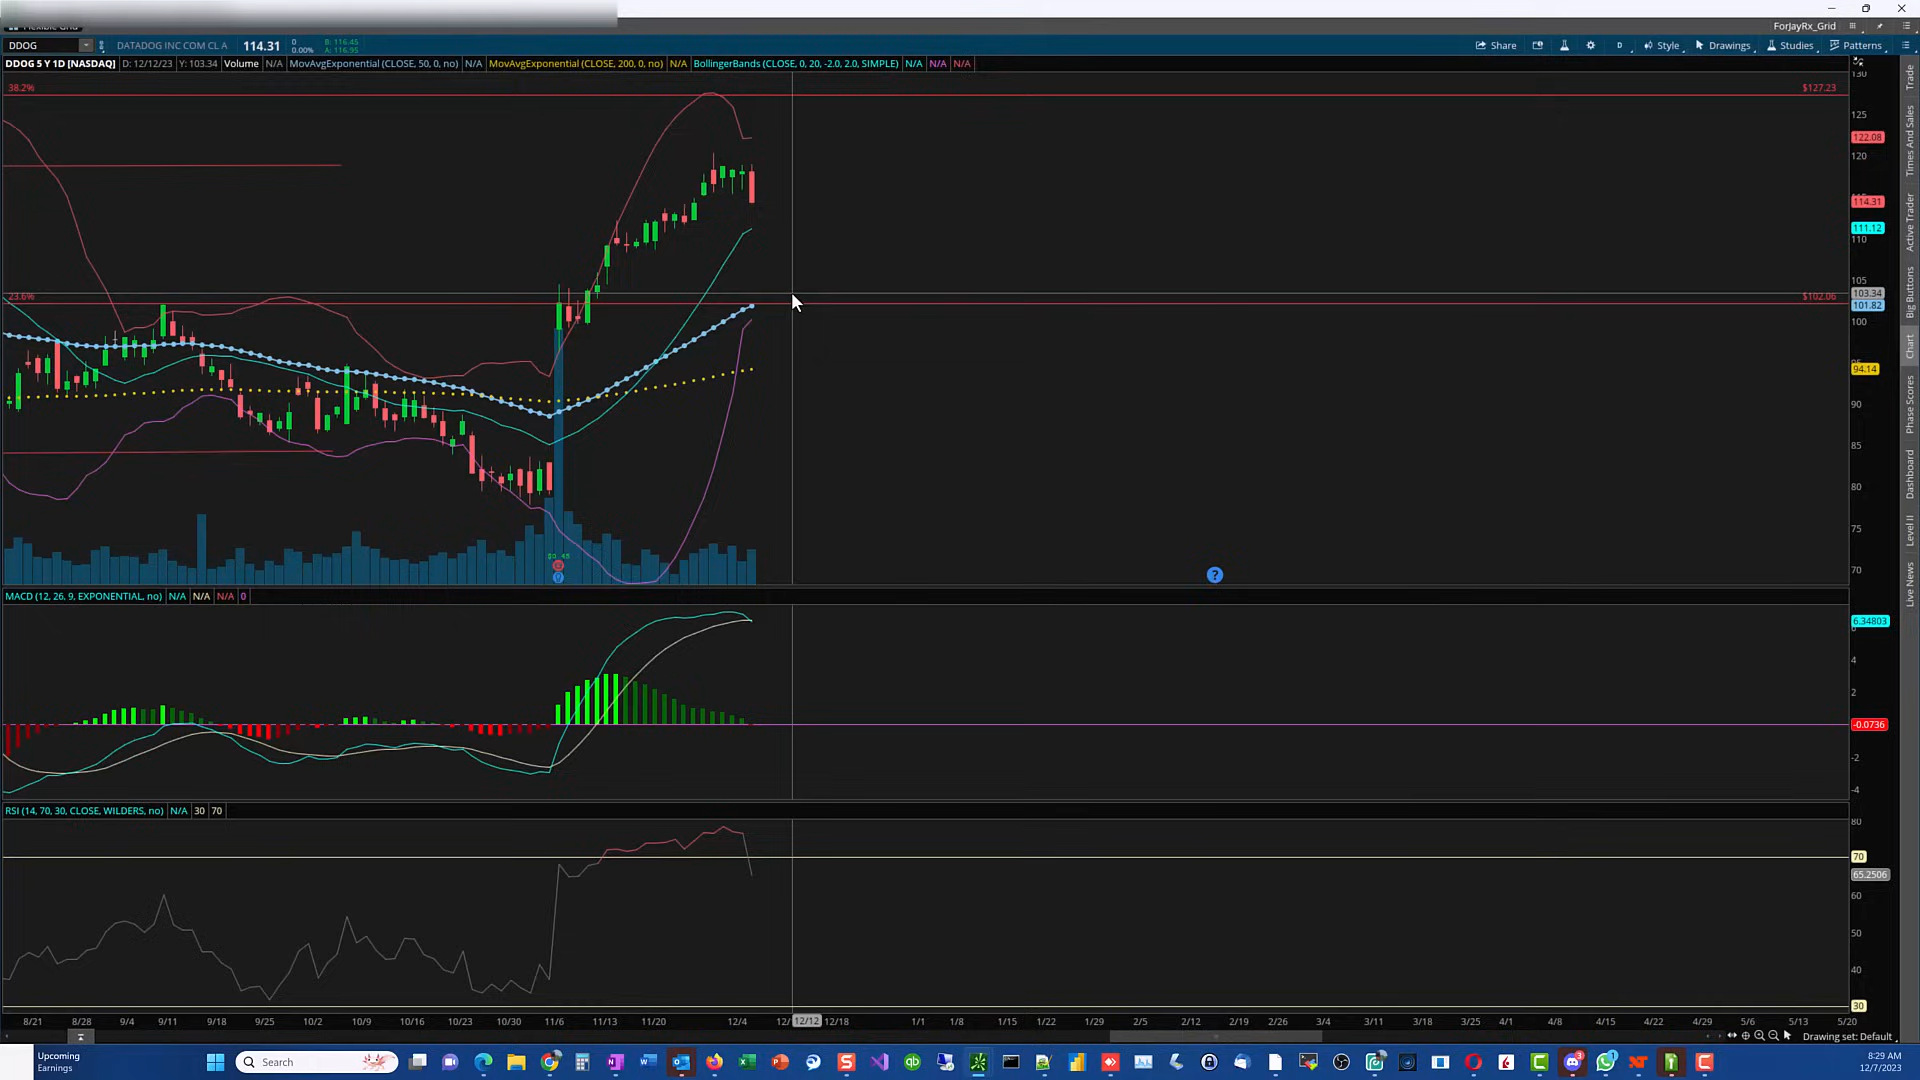 ForJayRx_Grid
DDOG
DATADOG INC COM CL A
114.31
0
0.00%
B: 116.45
A: 116.95
Share
D
Style
Drawings
Studies
Patterns
DDOG 5 Y 1D [NASDAQ]
D: 12/12/23
Y: 103.34
Volume
N/A
MovAvgExponential (CLOSE, 50, 0, no)
N/A
MovAvgExponential (CLOSE, 200, 0, no)
N/A
BollingerBands (CLOSE, 0, 20, -2.0, 2.0, SIMPLE)
N/A
N/A
N/A
38.2%
$127.23
130
125
122.08
120
114.31
111.12
110
105
23.6%
$102.06
103.34
101.82
100
94.14
90
85
80
75
70
?
MACD (12, 26, 9, EXPONENTIAL, no)
N/A
N/A
N/A
0
6.34803
4
2
-0.0736
-2
-4
RSI (14, 70, 30, CLOSE, WILDERS, no)
N/A
30
70
80
70
65.2506
60
50
40
30
8/21
8/28
9/4
9/11
9/18
9/25
10/2
10/9
10/16
10/23
10/30
11/6
11/13
11/20
12/4
12/12
12/18
1/1
1/8
1/15
1/22
1/29
2/5
2/12
2/19
2/26
3/4
3/11
3/18
3/25
4/1
4/8
4/15
4/22
4/29
5/6
5/13
5/20
Drawing set: Default
Trade
Times And Sales
Active Trader
Big Buttons
Chart
Phase Scores
Dashboard
Level II
Live News
Upcoming
Earnings
Search
8:29 AM
12/7/2023